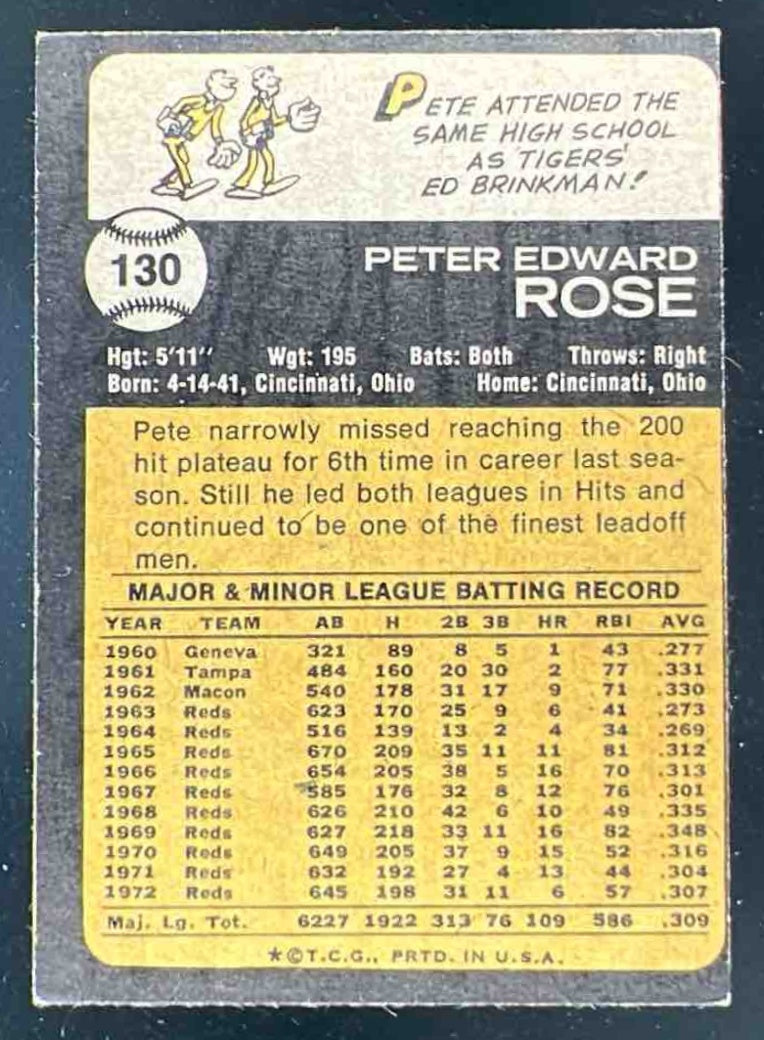 PETE ATTENDED THE
SAME HIGH SCHOOL
AS TIGERS'
ED BRINKMAN!
130
PETER EDWARD
ROSE
Hgt: 5'11" Wgt: 195 Bats: Both Throws: Right
Born: 4-14-41, Cincinnati, Ohio Home: Cincinnati, Ohio
Pete narrowly missed reaching the 200
hit plateau for 6th time in career last sea-
son. Still he led both leagues in Hits and
continued to be one of the finest leadoff
men.
MAJOR & MINOR LEAGUE BATTING RECORD
YEAR TEAM AB H 2B 3B HR RBI AVG
1960 Geneva 321 89 8 5 1 43 .277
1961 Tampa 484 160 20 30 2 77 .331
1962 Macon 540 178 31 17 9 71 .330
1963 Reds 623 170 25 9 6 41 .273
1964 Reds 516 139 13 2 4 34 .269
1965 Reds 670 209 35 11 11 81 .312
1966 Reds 654 205 38 5 16 70 .313
1967 Reds 585 176 32 8 12 76 .301
1968 Reds 626 210 42 6 10 49 .335
1969 Reds 627 218 33 11 16 82 .348
1970 Reds 649 205 37 9 15 52 .316
1971 Reds 632 192 27 4 13 44 .304
1972 Reds 645 198 31 11 6 57 .307
Maj. Lg. Tot. 6227 1922 313 76 109 586 .309
*©T.C.G., PRTD. IN U.S.A.